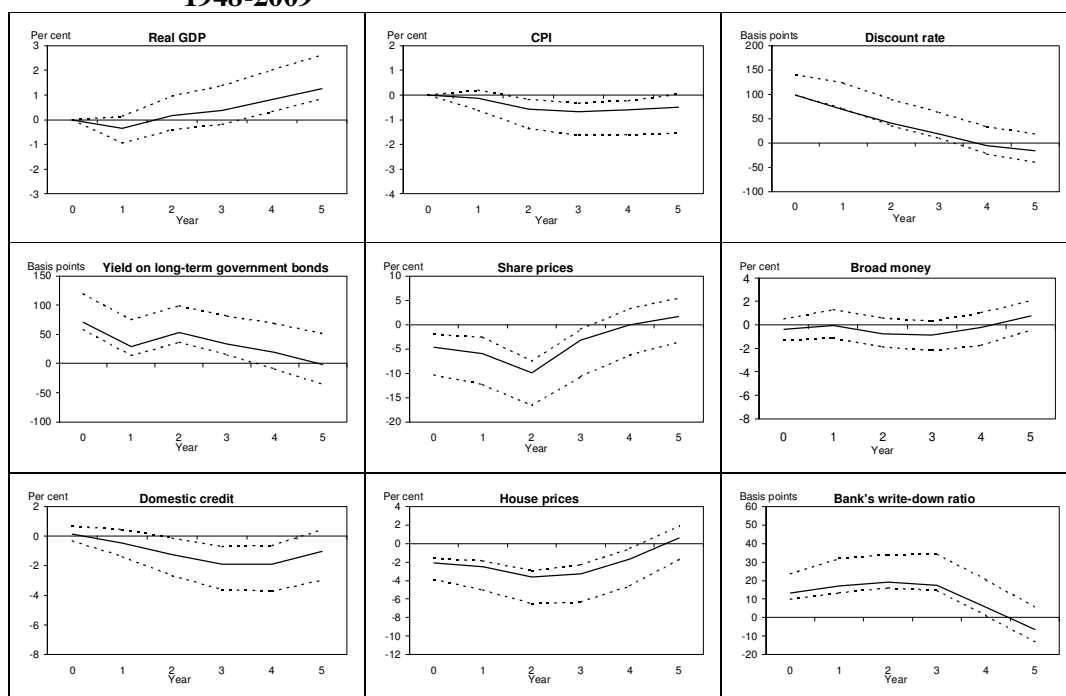 1948-2009
Per cent
Real GDP
3
2
1
0
-1
-2
-3
0 1 2 3 4 5
Year
Per cent
CPI
2
1
0
-1
-2
-3
-4
0 1 2 3 4 5
Year
Basis points
Discount rate
200
150
100
50
0
-50
-100
0 1 2 3 4 5
Year
Basis points
Yield on long-term government bonds
150
100
50
0
-50
-100
0 1 2 3 4 5
Year
Per cent
Share prices
10
5
0
-5
-10
-15
-20
0 1 2 3 4 5
Year
Per cent
Broad money
4
2
0
-2
-4
-6
-8
0 1 2 3 4 5
Year
Per cent
Domestic credit
2
0
-2
-4
-6
-8
0 1 2 3 4 5
Year
Per cent
House prices
4
2
0
-2
-4
-6
-8
-10
-12
0 1 2 3 4 5
Year
Basis points
Bank's write-down ratio
60
50
40
30
20
10
0
-10
-20
0 1 2 3 4 5
Year